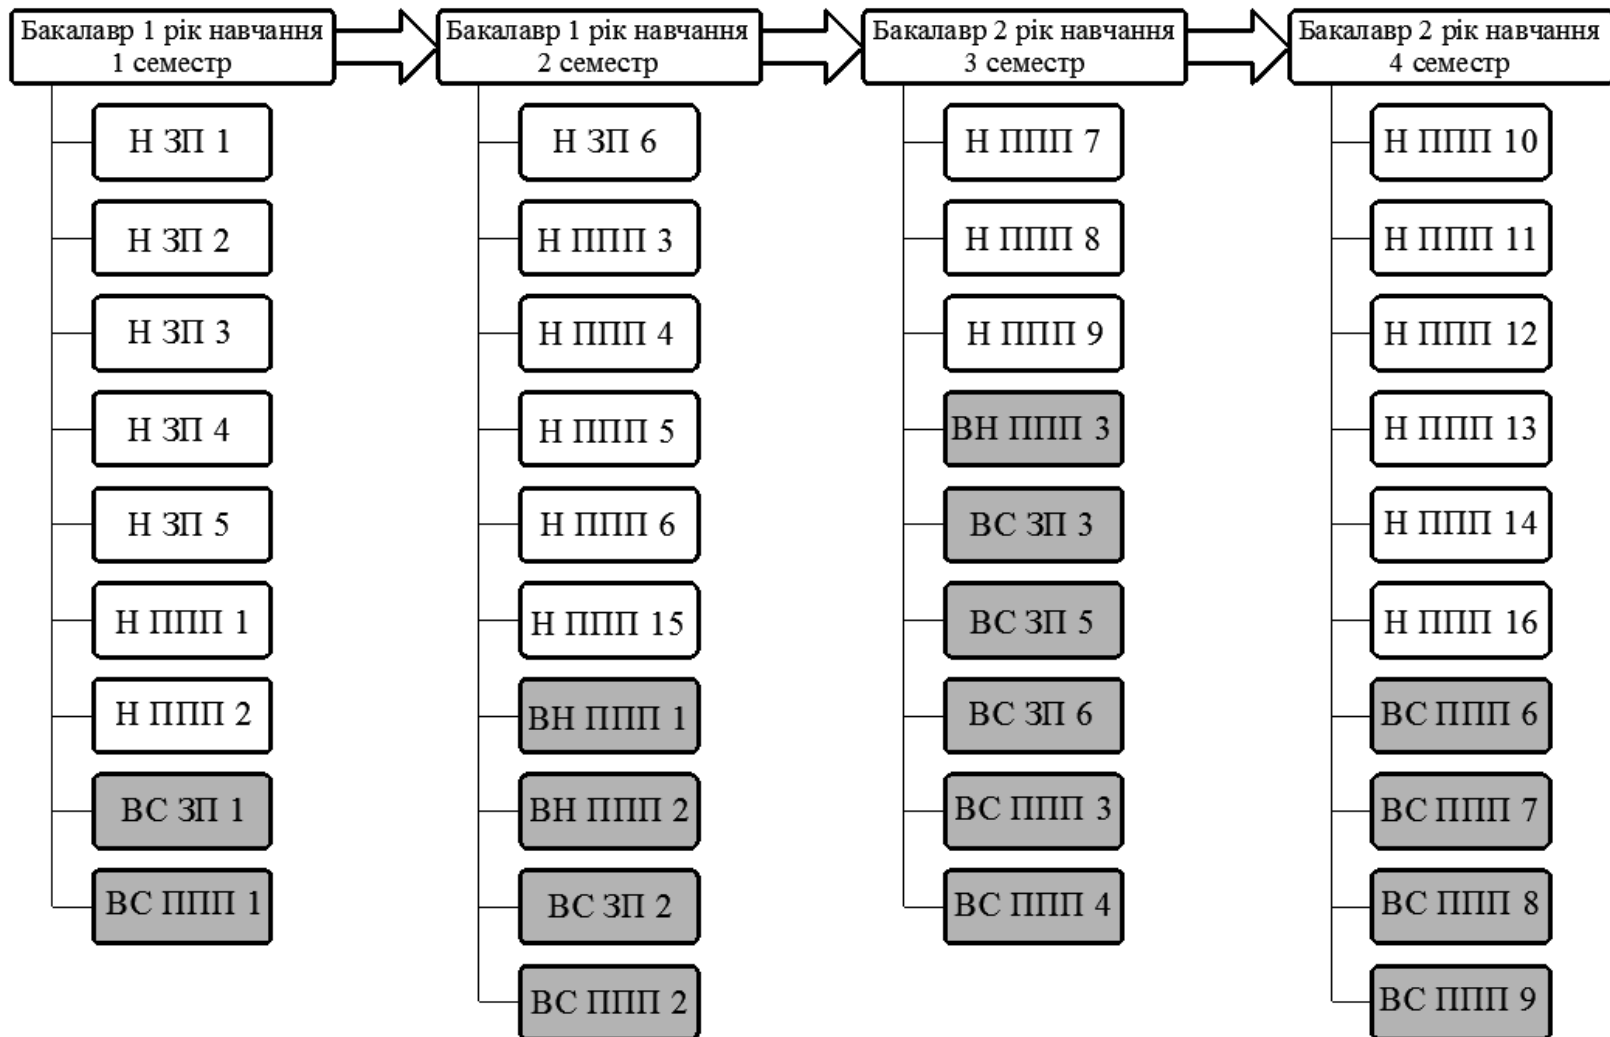 Бакалавр 1 рік навчання
1 семестр
Н ЗП 1
Н ЗП 2
Н ЗП 3
Н ЗП 4
Н ЗП 5
Н ППП 1
Н ППП 2
ВС ЗП 1
ВС ППП 1
Бакалавр 1 рік навчання
2 семестр
Н ЗП 6
Н ППП 3
Н ППП 4
Н ППП 5
Н ППП 6
Н ППП 15
ВН ППП 1
ВН ППП 2
ВС ЗП 2
ВС ППП 2
Бакалавр 2 рік навчання
3 семестр
Н ППП 7
Н ППП 8
Н ППП 9
ВН ППП 3
ВС ЗП 3
ВС ЗП 5
ВС ЗП 6
ВС ППП 3
ВС ППП 4
Бакалавр 2 рік навчання
4 семестр
Н ППП 10
Н ППП 11
Н ППП 12
Н ППП 13
Н ППП 14
Н ППП 16
ВС ППП 6
ВС ППП 7
ВС ППП 8
ВС ППП 9